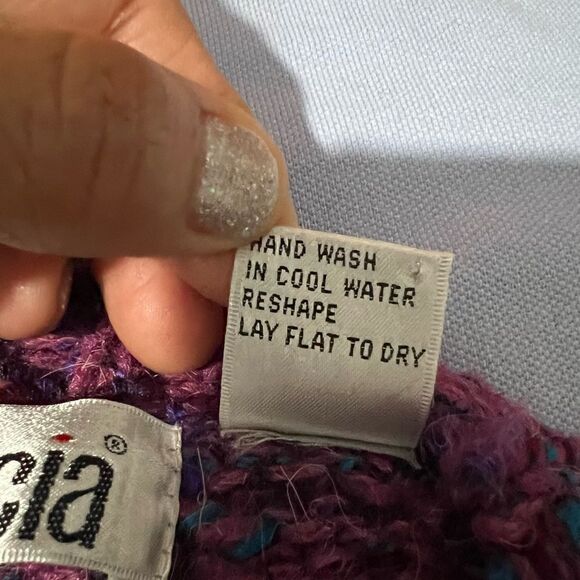 HAND WASH
IN COOL WATER
RESHAPE
LAY FLAT TO DRY
cia®